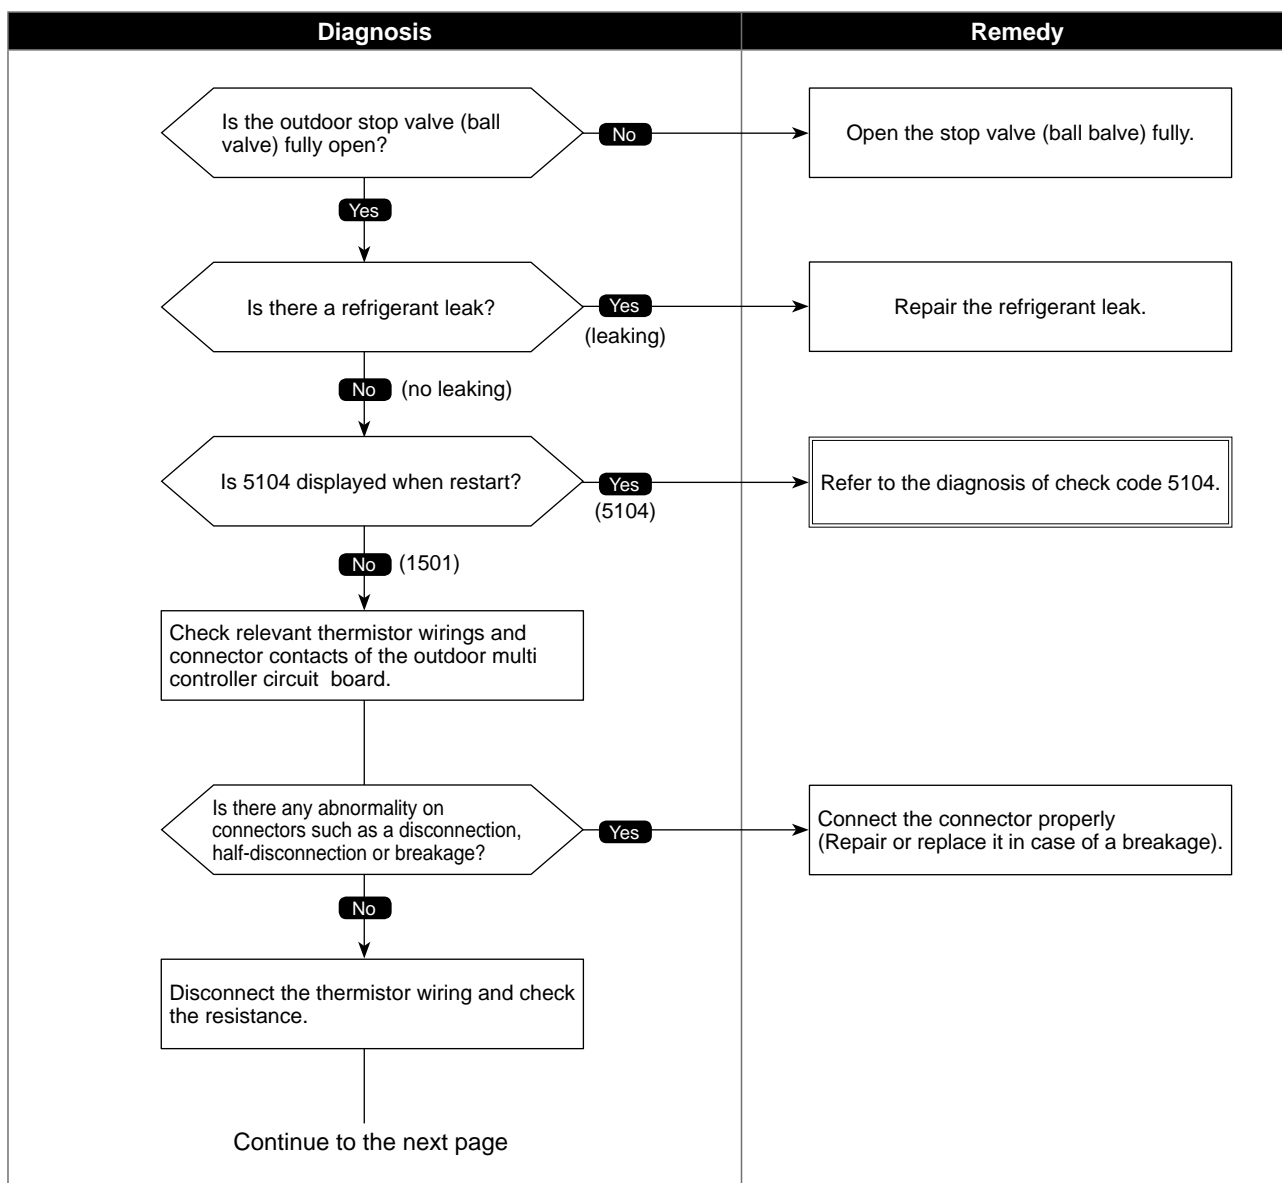 Diagnosis
Remedy
Is the outdoor stop valve (ball
valve) fully open?
No
Open the stop valve (ball balve) fully.
Yes
Is there a refrigerant leak?
Yes
(leaking)
Repair the refrigerant leak.
No (no leaking)
Is 5104 displayed when restart?
Yes
(5104)
Refer to the diagnosis of check code 5104.
No (1501)
Check relevant thermistor wirings and
connector contacts of the outdoor multi
controller circuit board.
Is there any abnormality on
connectors such as a disconnection,
half-disconnection or breakage?
Yes
Connect the connector properly
(Repair or replace it in case of a breakage).
No
Disconnect the thermistor wiring and check
the resistance.
Continue to the next page